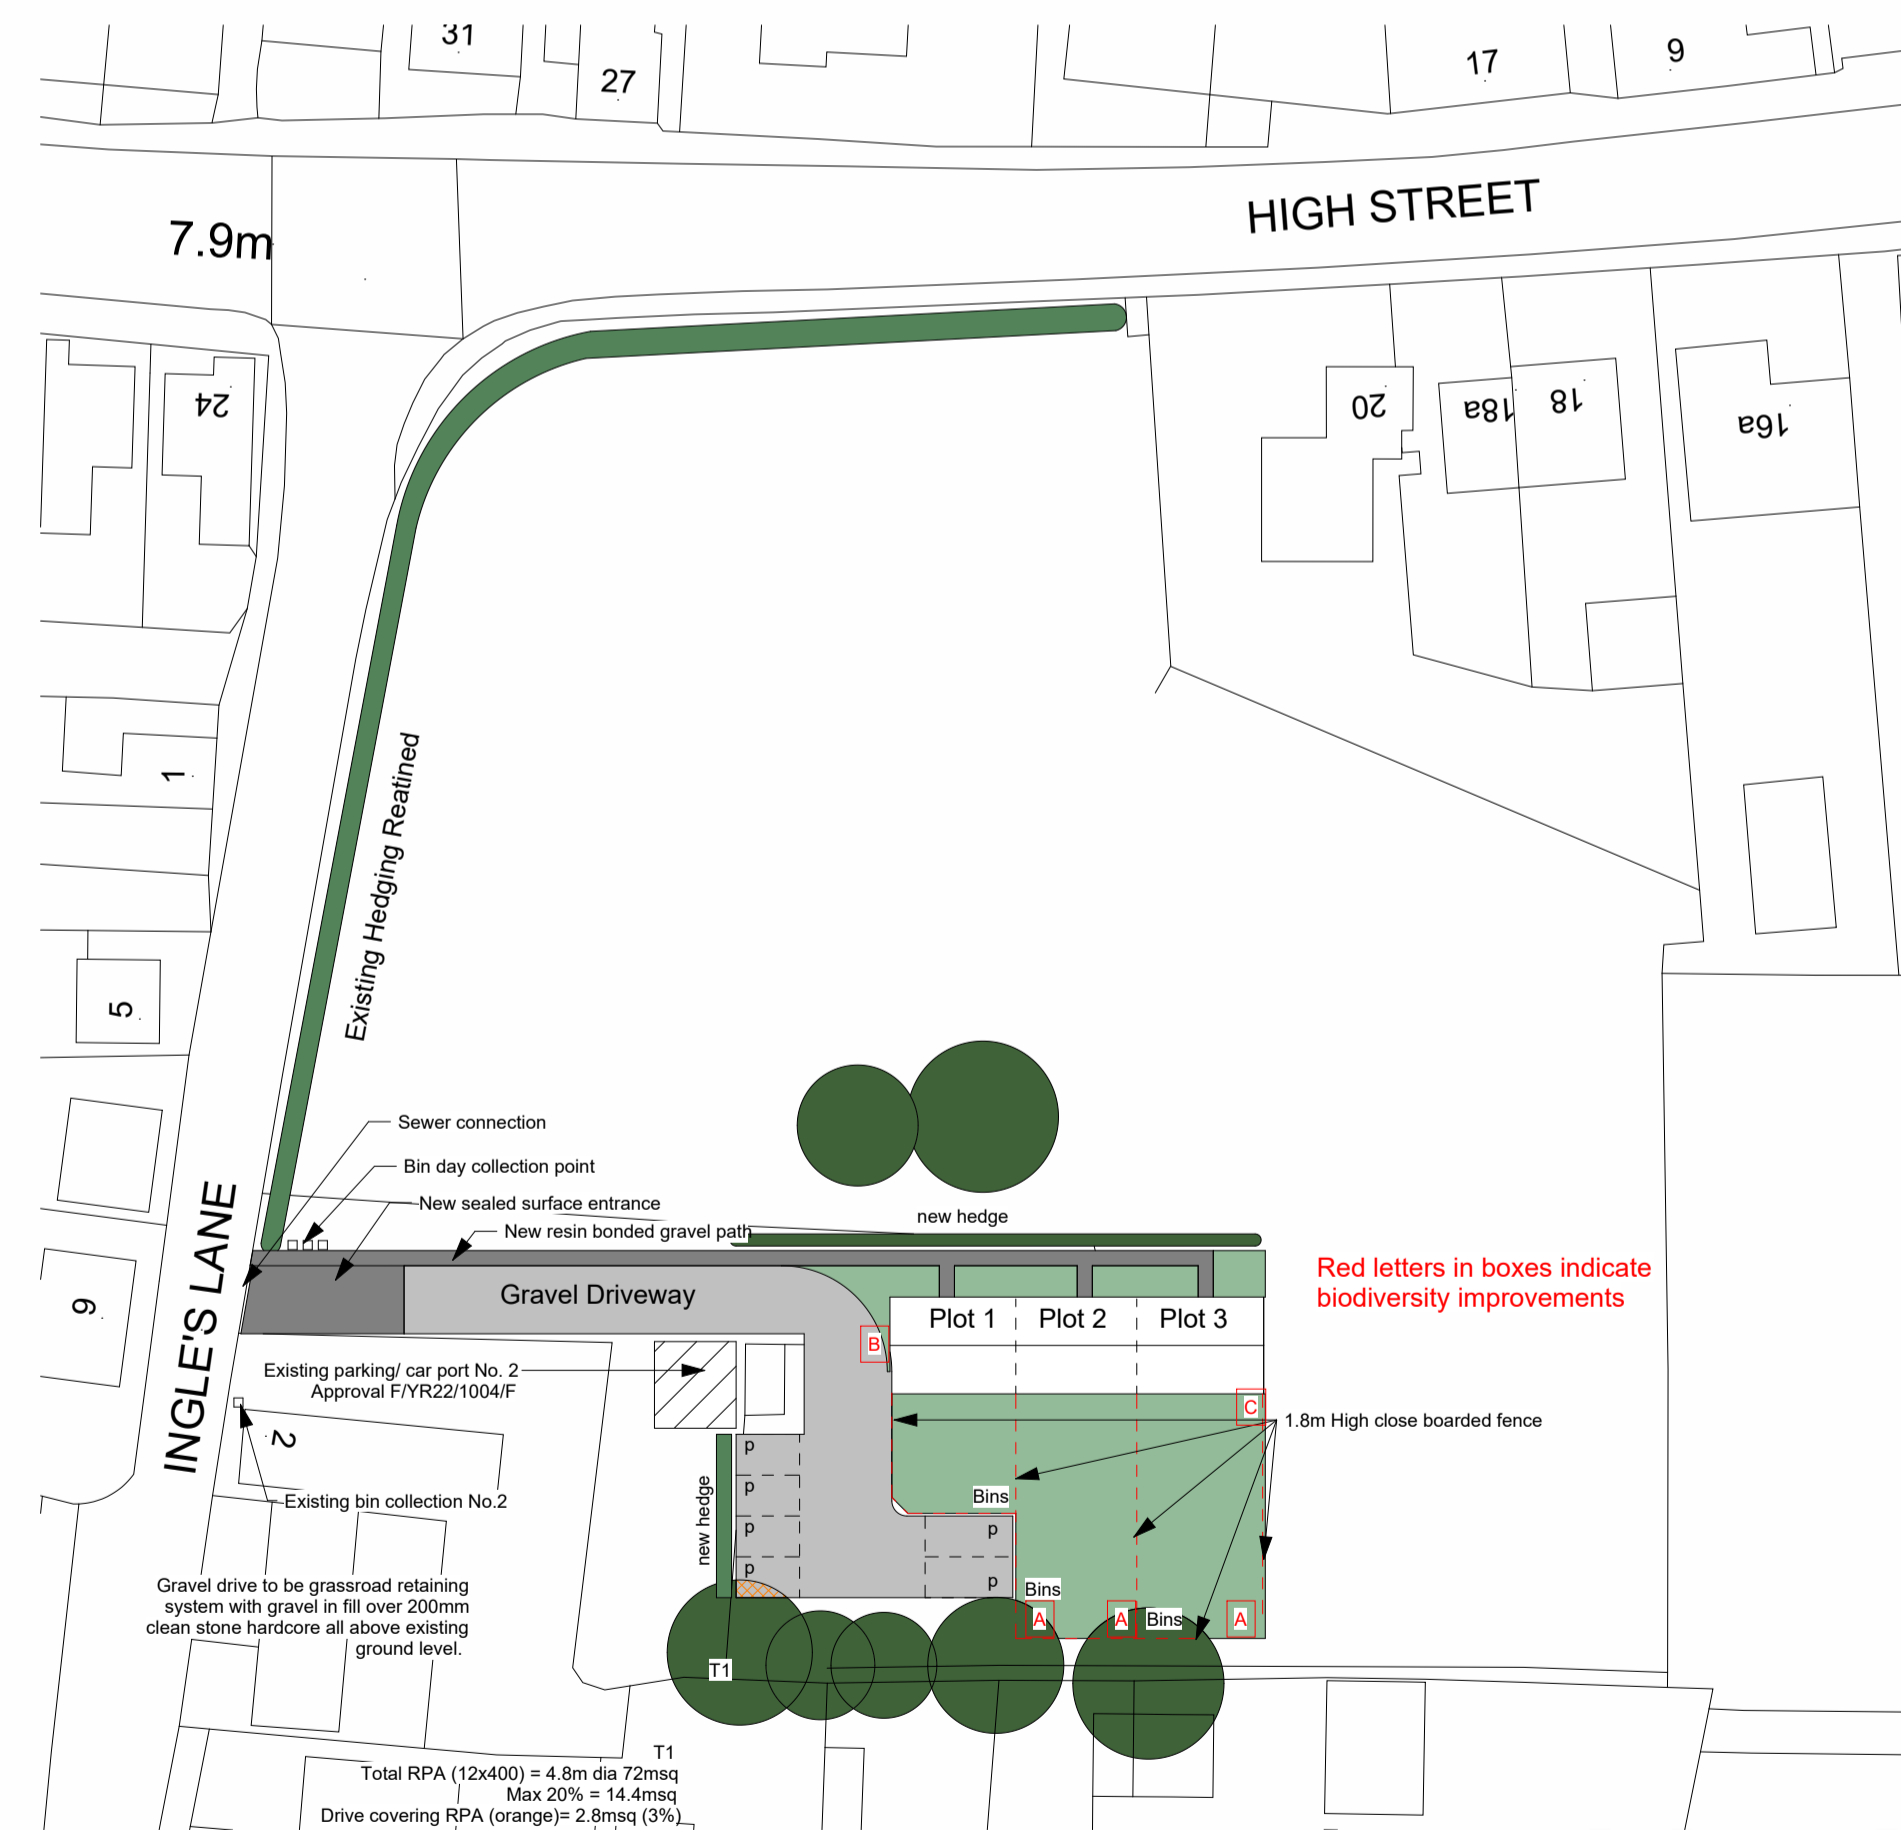 31
27
17
9
HIGH STREET
7.9m
24
20
18a
18
16a
1
Existing Hedging Reatined
5
Sewer connection
Bin day collection point
New sealed surface entrance
New resin bonded gravel path
new hedge
INGLE'S LANE
Gravel Driveway
Red letters in boxes indicate
biodiversity improvements
9
Plot 1
Plot 2
Plot 3
B
Existing parking/ car port No. 2
Approval F/YR22/1004/F
C
1.8m High close boarded fence
2
p
p
p
p
new hedge
Existing bin collection No.2
Bins
p
p
Gravel drive to be grassroad retaining
system with gravel in fill over 200mm
clean stone hardcore all above existing
ground level.
Bins
A
A
Bins
A
T1
T1
Total RPA (12x400) = 4.8m dia 72msq
Max 20% = 14.4msq
Drive covering RPA (orange)= 2.8msq (3%)